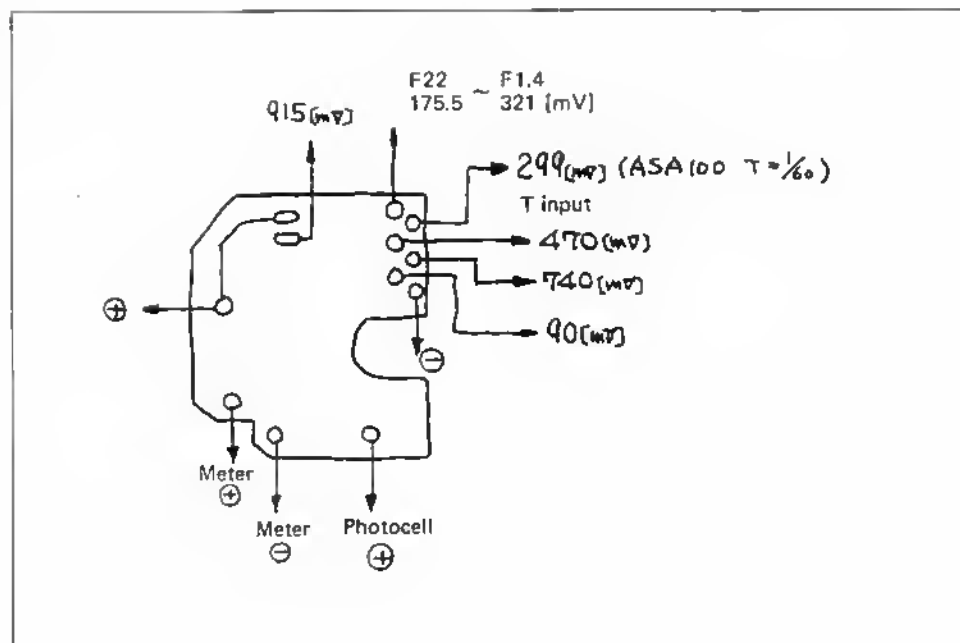 F22 ~ F1.4
175.5 321 [mV]
915[mV]
299[mV] (ASA100 T=1/60)
T input
470[mV]
740[mV]
⊕
90[mV]
⊖
Meter
⊕
Meter
⊖
Photocell
⊕